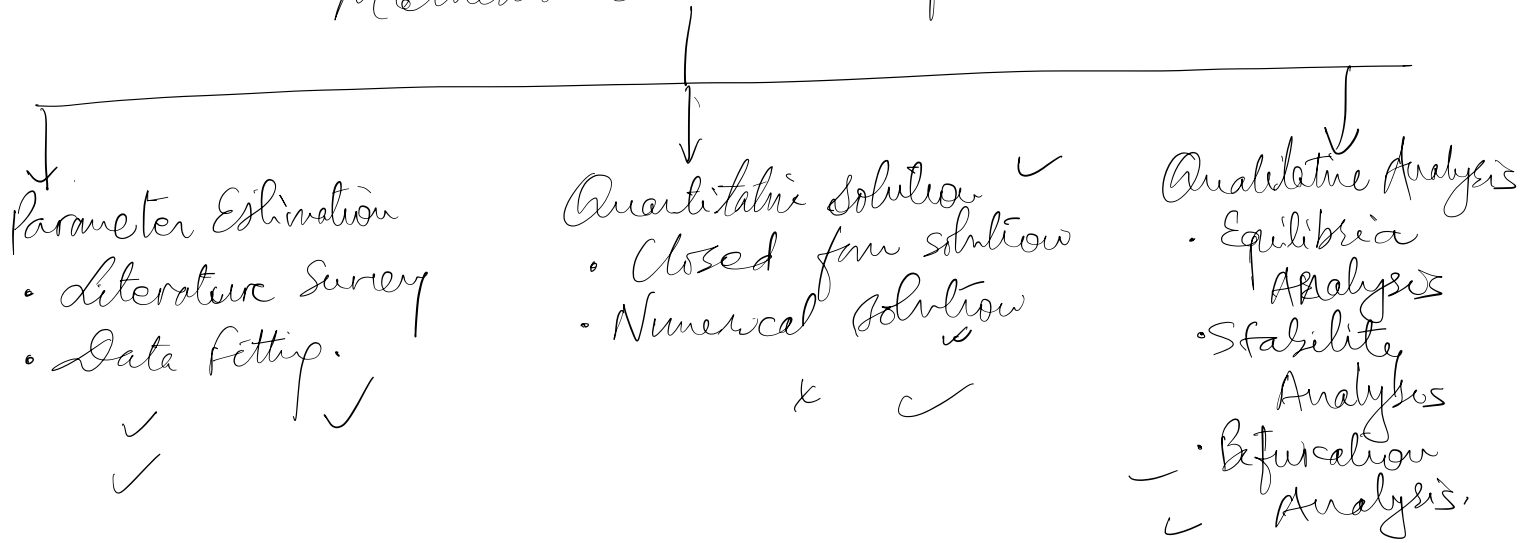 Parameter Estimation
• Literature Survey
• Data fitting.
Quantitative solution
• Closed form solution
• Numerical solution
Qualitative Analysis
• Equilibria
Analysis
• Stability
Analysis
• Bifurcation
Analysis.